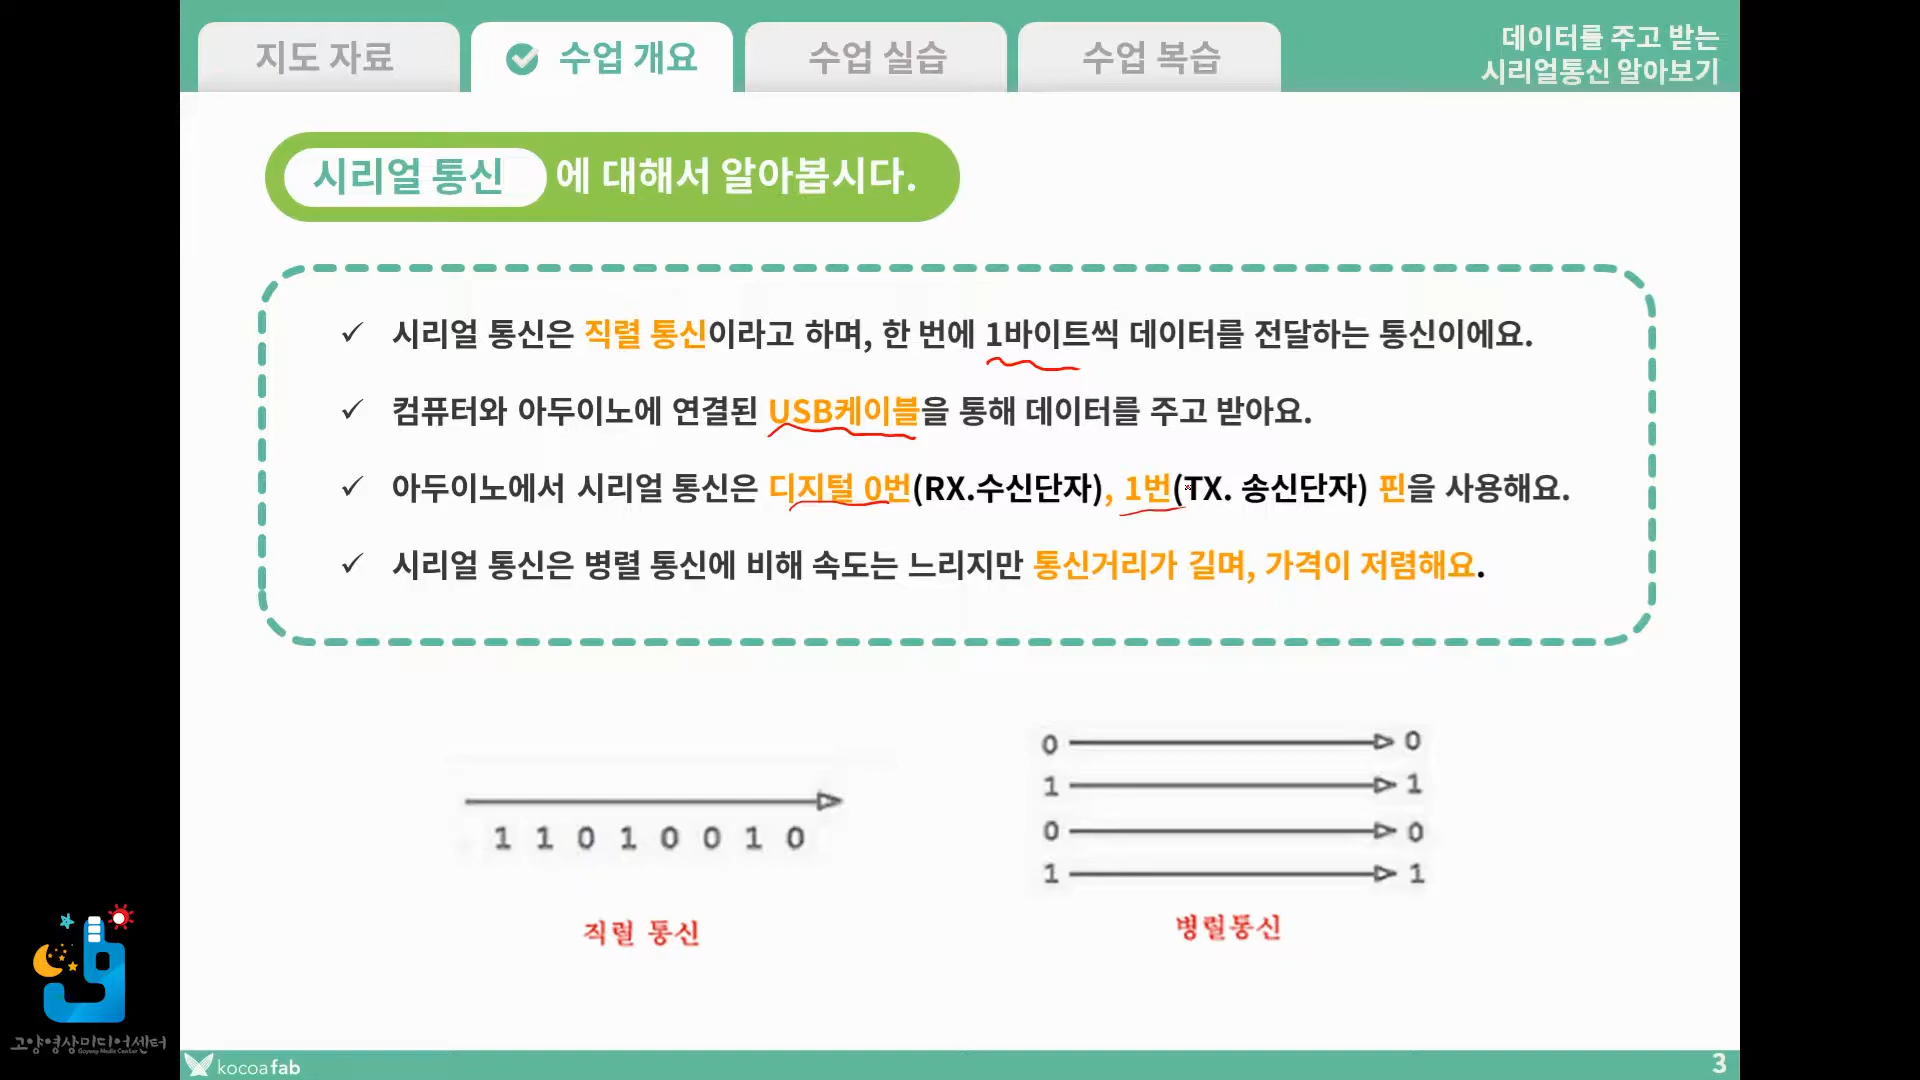 지도 자료
수업 개요
수업 실습
수업 복습
데이터를 주고 받는
시리얼통신 알아보기
시리얼 통신에 대해서 알아봅시다.
✓ 시리얼 통신은 직렬 통신이라고 하며, 한 번에 1바이트씩 데이터를 전달하는 통신이에요.
✓ 컴퓨터와 아두이노에 연결된 USB케이블을 통해 데이터를 주고 받아요.
✓ 아두이노에서 시리얼 통신은 디지털 0번(RX.수신단자), 1번(TX. 송신단자) 핀을 사용해요.
✓ 시리얼 통신은 병렬 통신에 비해 속도는 느리지만 통신거리가 길며, 가격이 저렴해요.
1 1 0 1 0 0 1 0
직렬 통신
0 0
1 1
0 0
1 1
병렬통신
고양영상미디어센터
Goyang Media Center
kocoafab
3